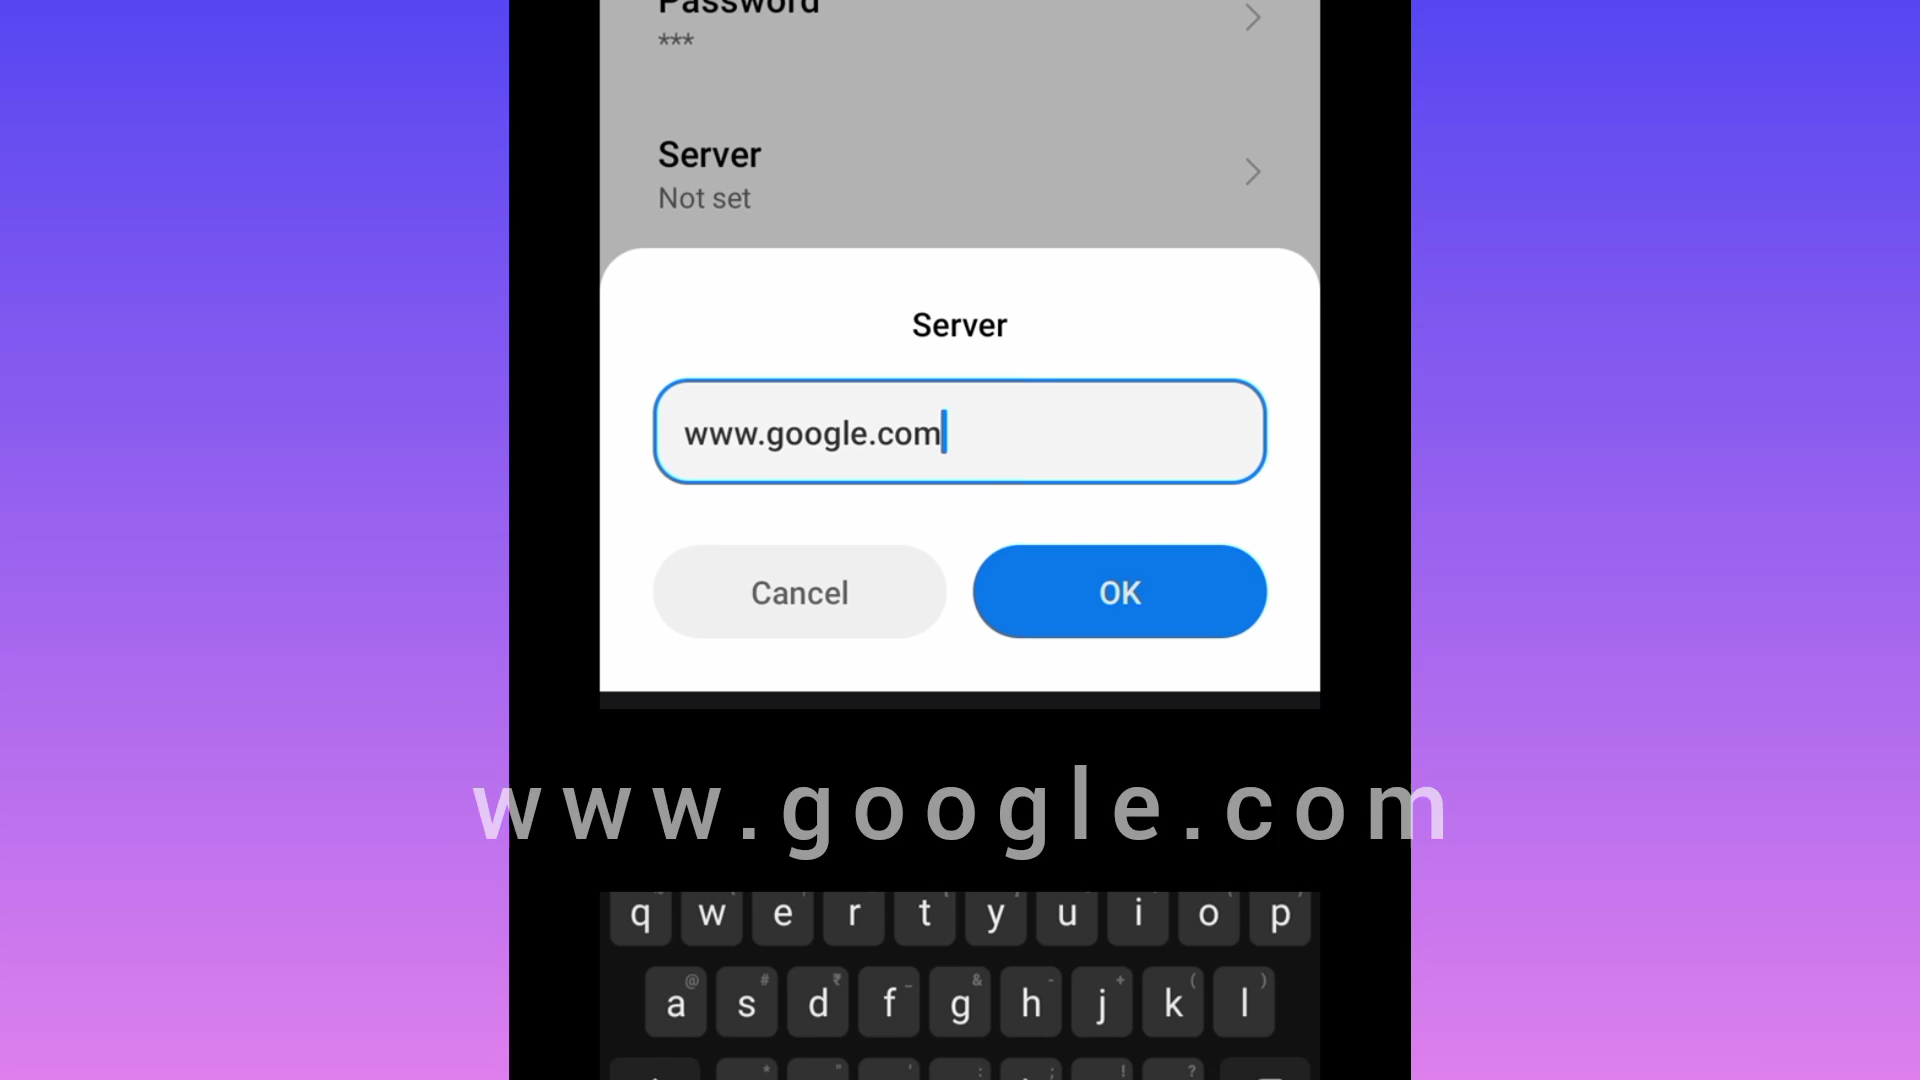 Password
***
Server
Not set
Server
www.google.com
Cancel
OK
www.google.com
q w e r t y u i o p
@ # ₹ _ & - + ( )
a s d f g h j k l
* " ' : ; ! ?